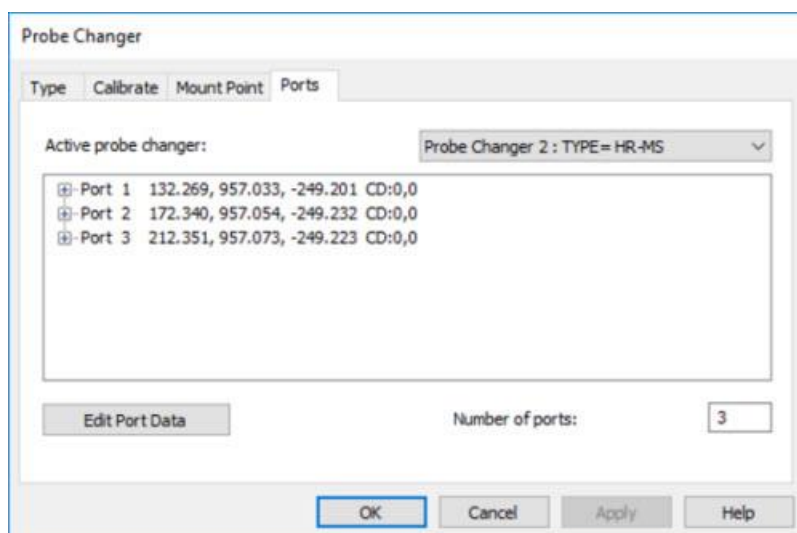 Probe Changer
Type Calibrate Mount Point Ports
Active probe changer: Probe Changer 2 : TYPE= HR-MS
Port 1 132.269, 957.033, -249.201 CD:0,0
Port 2 172.340, 957.054, -249.232 CD:0,0
Port 3 212.351, 957.073, -249.223 CD:0,0
Edit Port Data Number of ports: 3
OK Cancel Apply Help